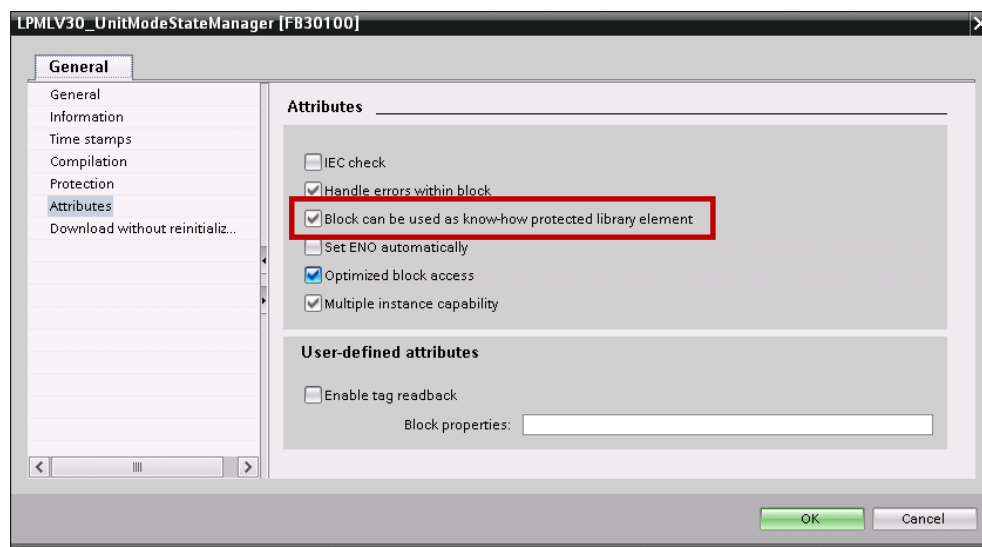 LPMLV30_UnitModeStateManager [FB30100]
General
General
Information
Time stamps
Compilation
Protection
Attributes
Download without reinitializ...
Attributes
IEC check
Handle errors within block
Block can be used as know-how protected library element
Set ENO automatically
Optimized block access
Multiple instance capability
User-defined attributes
Enable tag readback
Block properties:
OK
Cancel